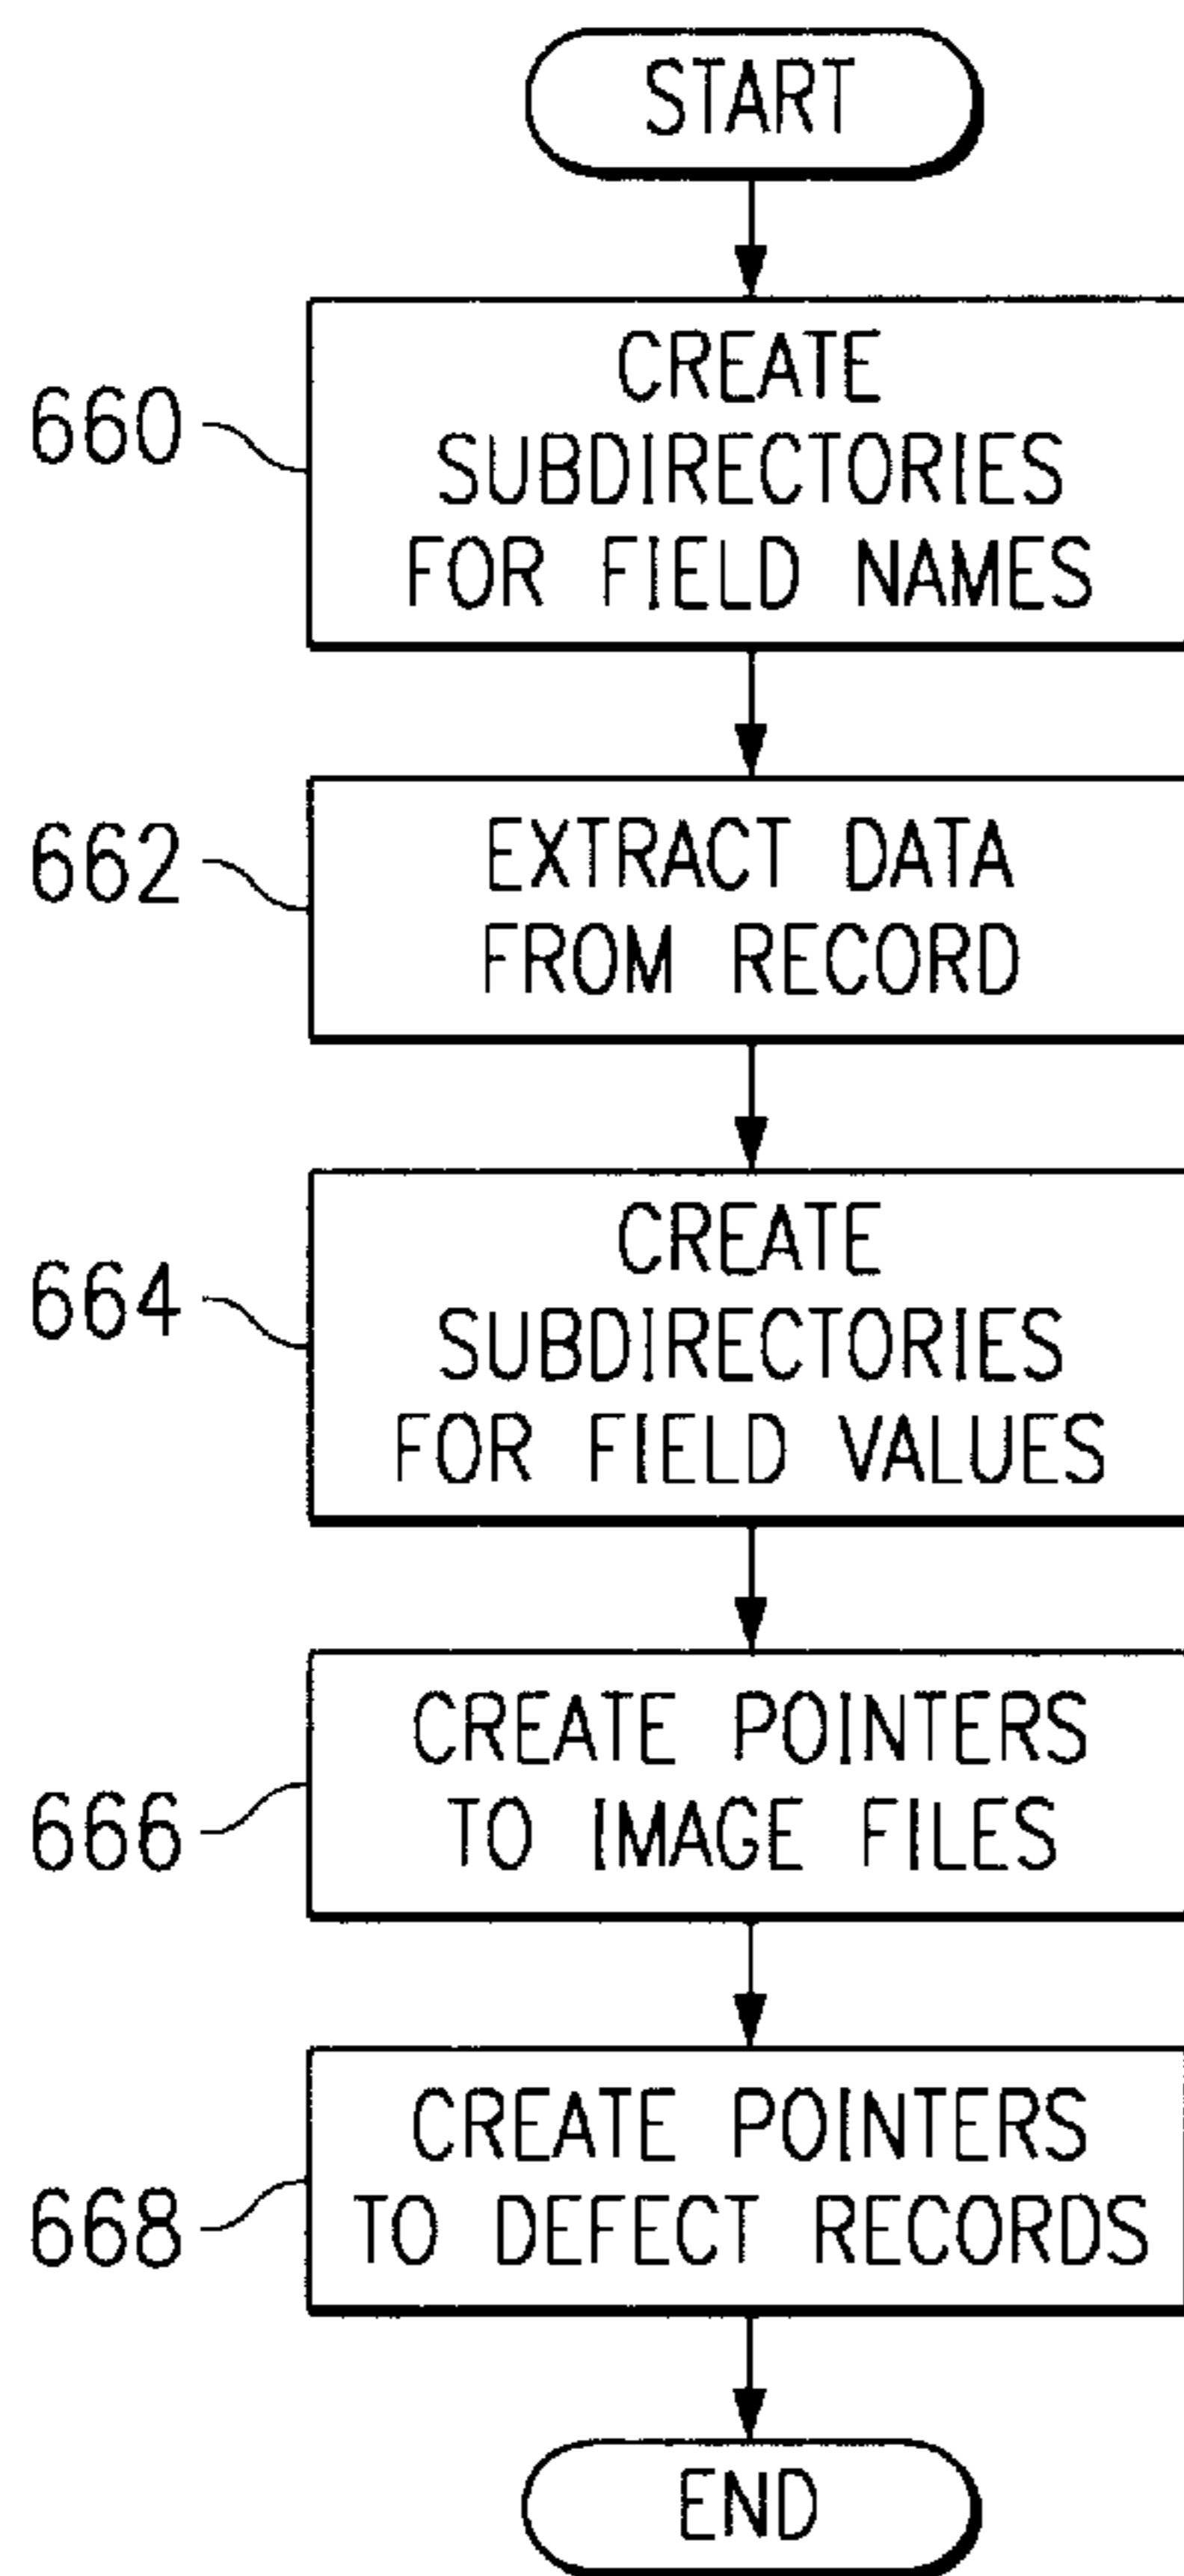 START
660
CREATE
SUBDIRECTORIES
FOR FIELD NAMES
662
EXTRACT DATA
FROM RECORD
664
CREATE
SUBDIRECTORIES
FOR FIELD VALUES
666
CREATE POINTERS
TO IMAGE FILES
668
CREATE POINTERS
TO DEFECT RECORDS
END